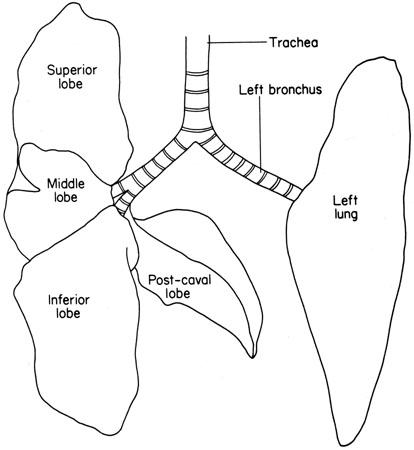 Trachea
Superior
lobe
Left bronchus
Middle
lobe
Left
lung
Post-caval
lobe
Inferior
lobe